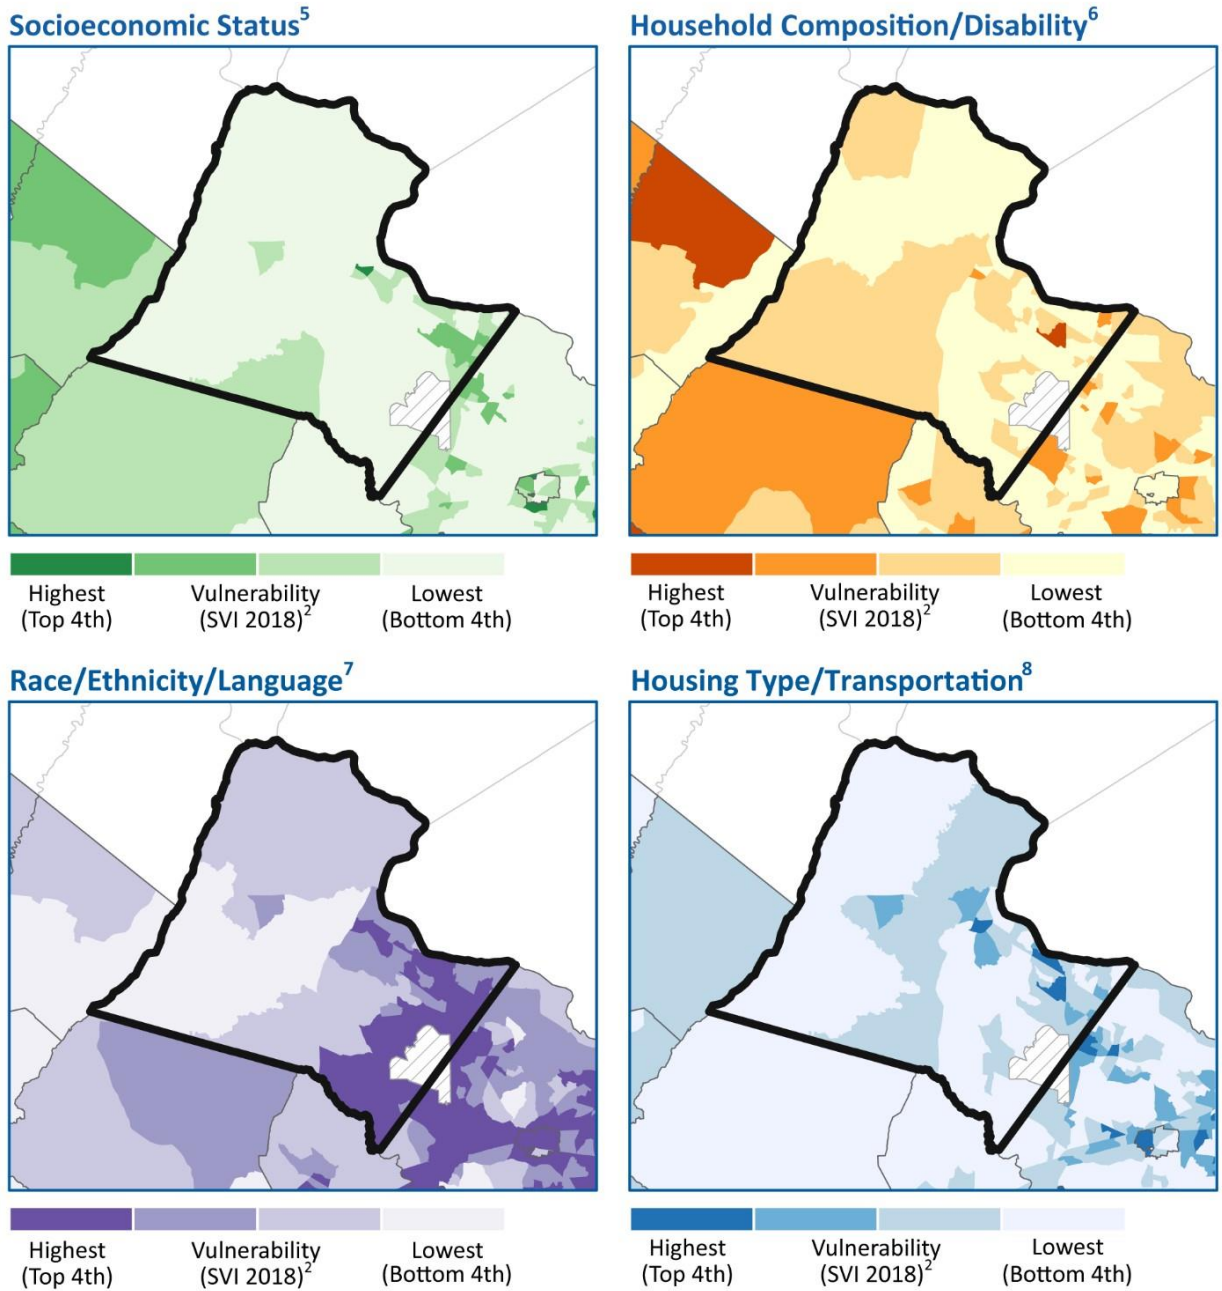 Socioeconomic Status5
Household Composition/Disability6
Highest
(Top 4th)
Vulnerability
(SVI 2018)2
Lowest
(Bottom 4th)
Highest
(Top 4th)
Vulnerability
(SVI 2018)2
Lowest
(Bottom 4th)
Race/Ethnicity/Language7
Housing Type/Transportation8
Highest
(Top 4th)
Vulnerability
(SVI 2018)2
Lowest
(Bottom 4th)
Highest
(Top 4th)
Vulnerability
(SVI 2018)2
Lowest
(Bottom 4th)